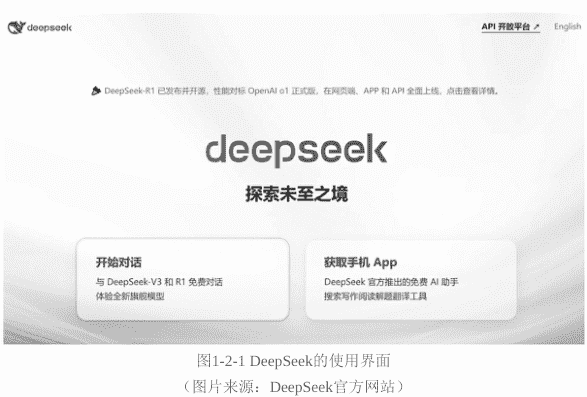 deepseek
API 开放平台 ↗ English
DeepSeek-R1 已发布并开源，性能对标 OpenAI o1 正式版，在网页端、APP 和 API 全面上线，点击查看详情。
deepseek
探索未至之境
开始对话
与 DeepSeek-V3 和 R1 免费对话
体验全新旗舰模型
获取手机 App
DeepSeek 官方推出的免费 AI 助手
搜索写作阅读解题翻译工具
图1-2-1 DeepSeek的使用界面
（图片来源：DeepSeek官方网站）